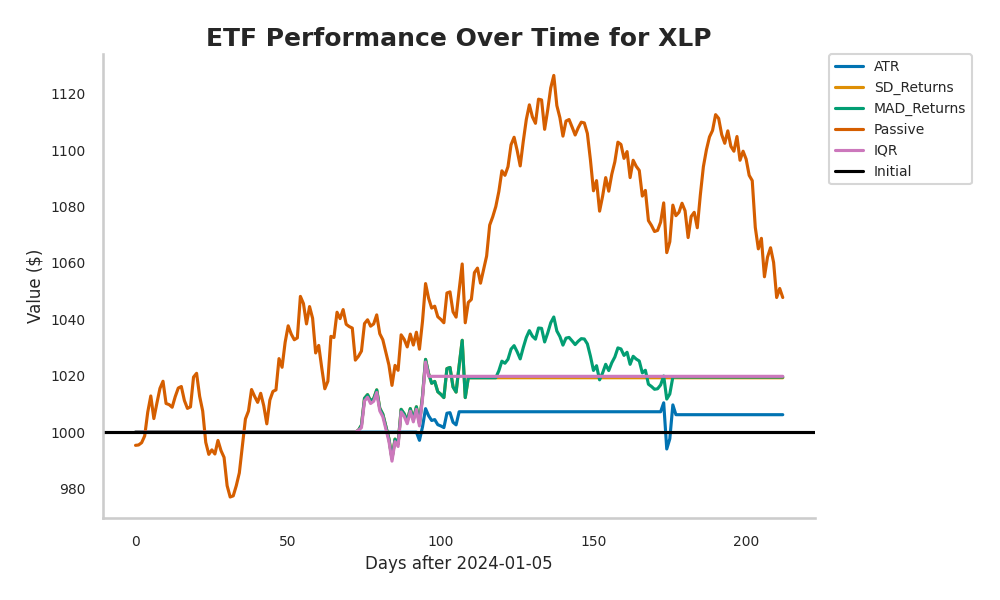 ETF Performance Over Time for XLP
Value ($)
1120
1100
1080
1060
1040
1020
1000
980
0
50
100
150
200
Days after 2024-01-05
ATR
SD_Returns
MAD_Returns
Passive
IQR
Initial